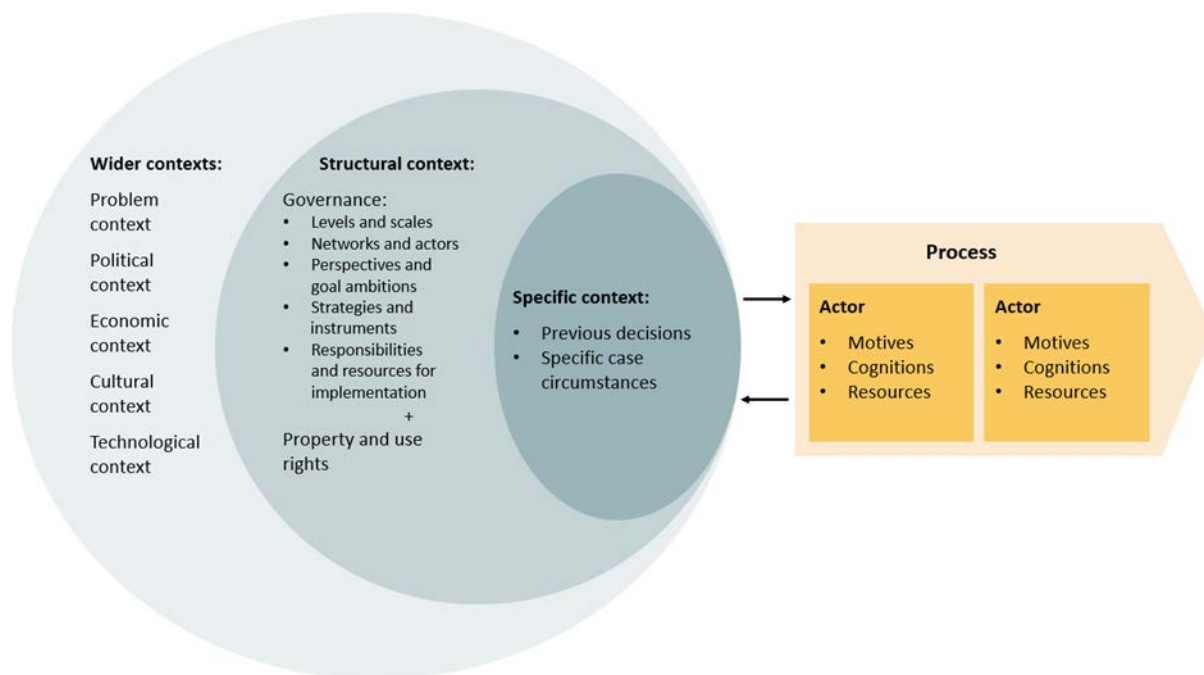 Wider contexts:
Problem
context
Political
context
Economic
context
Cultural
context
Technological
context
Structural context:
Governance:
• Levels and scales
• Networks and actors
• Perspectives and
goal ambitions
• Strategies and
instruments
• Responsibilities
and resources for
implementation
+
Property and use
rights
Specific context:
• Previous decisions
• Specific case
circumstances
Process
Actor
• Motives
• Cognitions
• Resources
Actor
• Motives
• Cognitions
• Resources